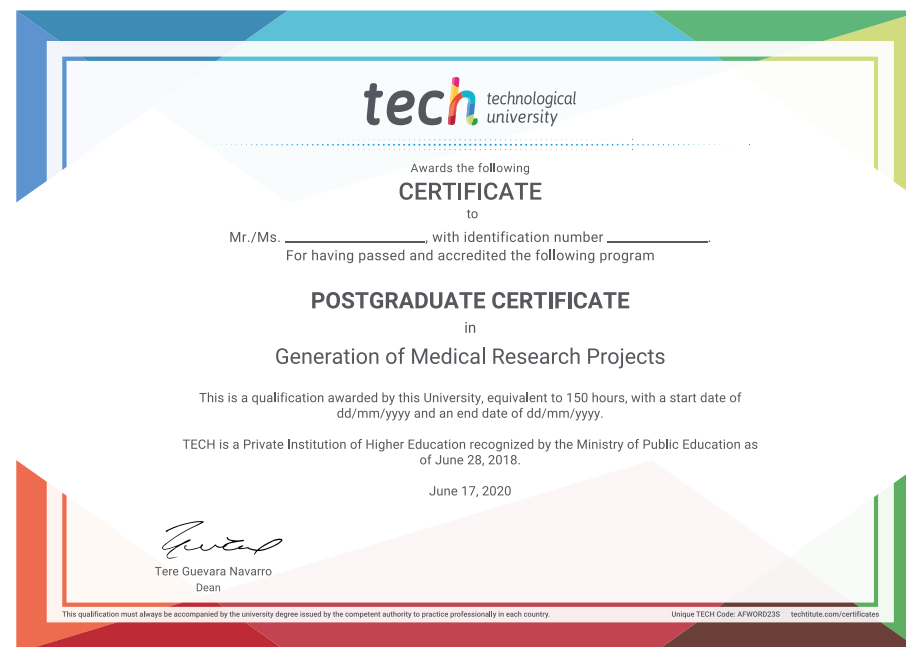 tech technological
university
Awards the following
CERTIFICATE
to
Mr./Ms. ____________________, with identification number ______________.
For having passed and accredited the following program
POSTGRADUATE CERTIFICATE
in
Generation of Medical Research Projects
This is a qualification awarded by this University, equivalent to 150 hours, with a start date of
dd/mm/yyyy and an end date of dd/mm/yyyy.
TECH is a Private Institution of Higher Education recognized by the Ministry of Public Education as
of June 28, 2018.
June 17, 2020
Tere Guevara Navarro
Dean
This qualification must always be accompanied by the university degree issued by the competent authority to practice professionally in each country. Unique TECH Code: AFWORD23S techtitute.com/certificates